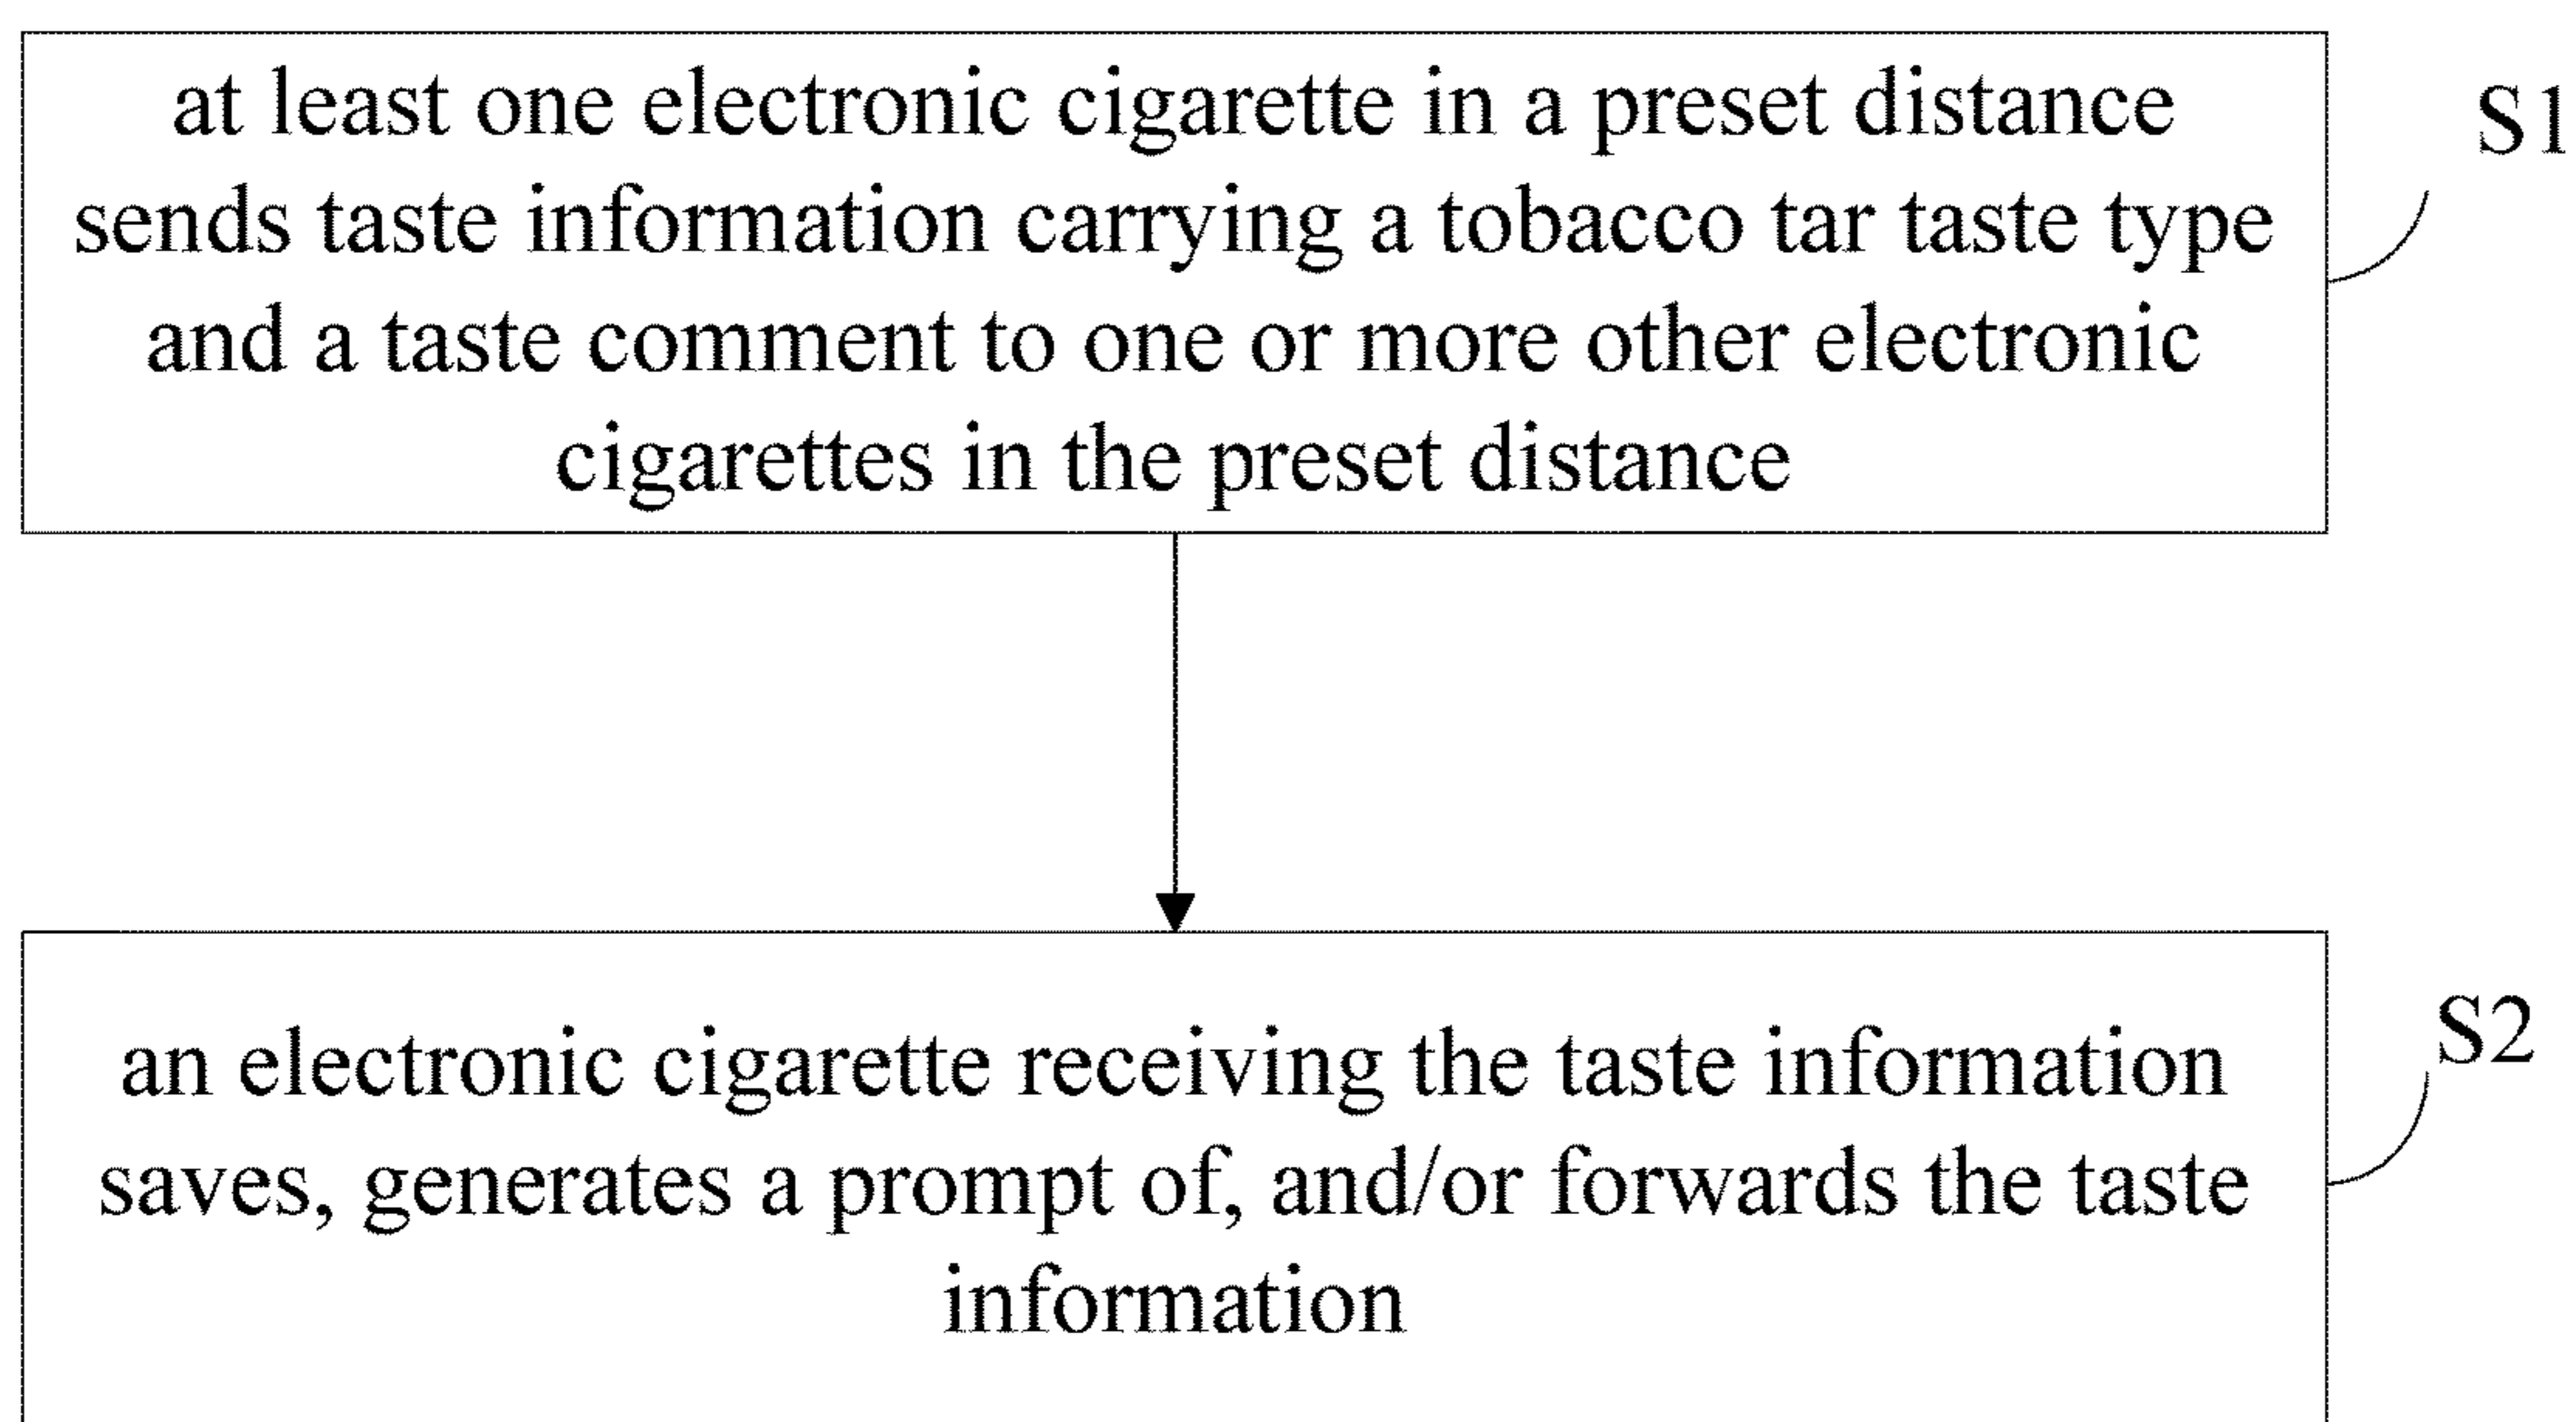 at least one electronic cigarette in a preset distance
sends taste information carrying a tobacco tar taste type
and a taste comment to one or more other electronic
cigarettes in the preset distance
S1
an electronic cigarette receiving the taste information
saves, generates a prompt of, and/or forwards the taste
information
S2